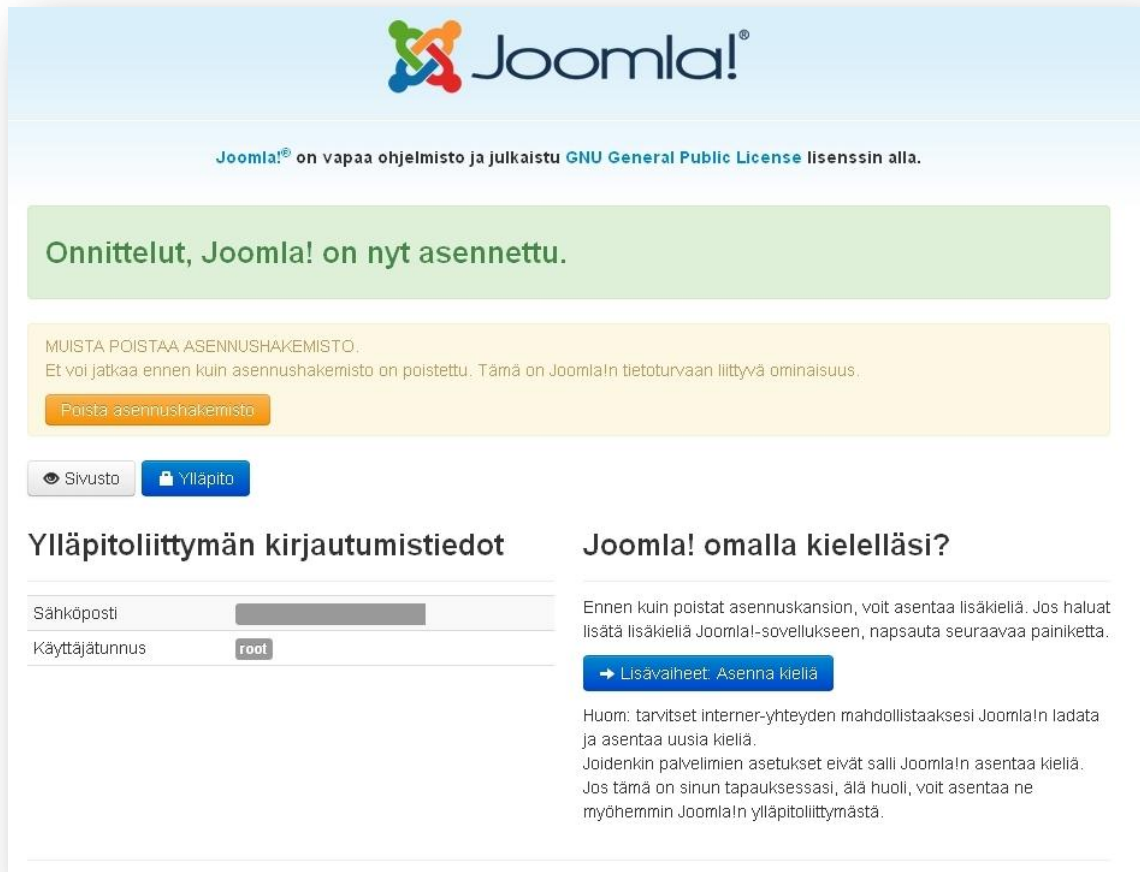 Joomla!®
Joomla!® on vapaa ohjelmisto ja julkaistu GNU General Public License lisenssin alla.
Onnittelut, Joomla! on nyt asennettu.
MUISTA POISTAA ASENNUSHAKEMISTO.
Et voi jatkaa ennen kuin asennushakemisto on poistettu. Tämä on Joomla!n tietoturvaan liittyvä ominaisuus.
Poista asennushakemisto
Sivusto Ylläpito
Ylläpitoliittymän kirjautumistiedot
Sähköposti
Käyttäjätunnus root
Joomla! omalla kielelläsi?
Ennen kuin poistat asennuskansion, voit asentaa lisäkieliä. Jos haluat
lisätä lisäkieliä Joomla!-sovellukseen, napsauta seuraavaa painiketta.
Lisävaiheet: Asenna kieliä
Huom: tarvitset interner-yhteyden mahdollistaaksesi Joomla!n ladata
ja asentaa uusia kieliä.
Joidenkin palvelimien asetukset eivät salli Joomla!n asentaa kieliä.
Jos tämä on sinun tapauksessasi, älä huoli, voit asentaa ne
myöhemmin Joomla!n ylläpitoliittymästä.